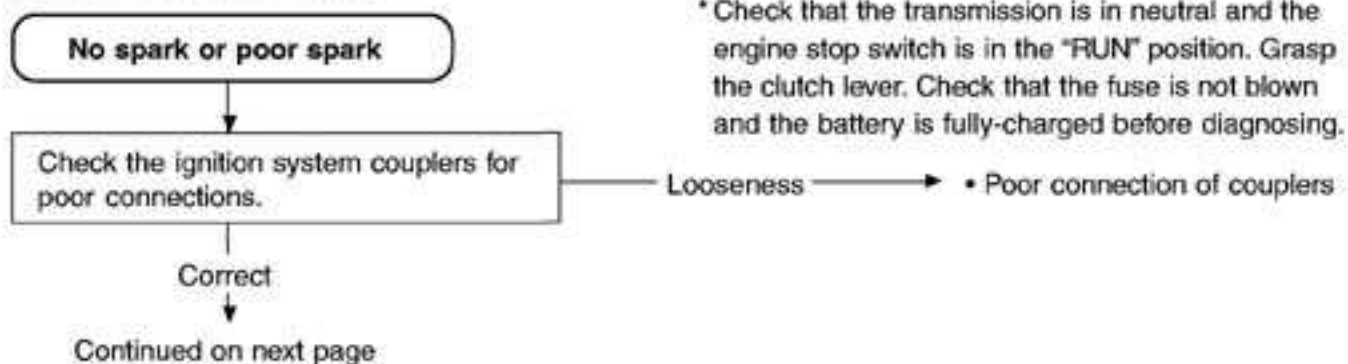 No spark or poor spark
* Check that the transmission is in neutral and the
engine stop switch is in the "RUN" position. Grasp
the clutch lever. Check that the fuse is not blown
and the battery is fully-charged before diagnosing.
Check the ignition system couplers for
poor connections.
Looseness
• Poor connection of couplers
Correct
Continued on next page